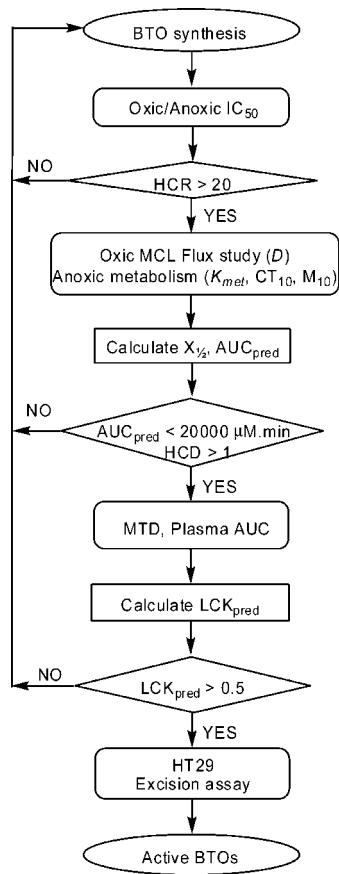 BTO synthesis
Oxic/Anoxic IC50
NO
HCR > 20
YES
Oxic MCL Flux study (D)
Anoxic metabolism (Kmet, CT10, M10)
Calculate X½, AUCpred
NO
AUCpred < 20000 µM.min
HCD > 1
YES
MTD, Plasma AUC
Calculate LCKpred
NO
LCKpred > 0.5
YES
HT29
Excision assay
Active BTOs